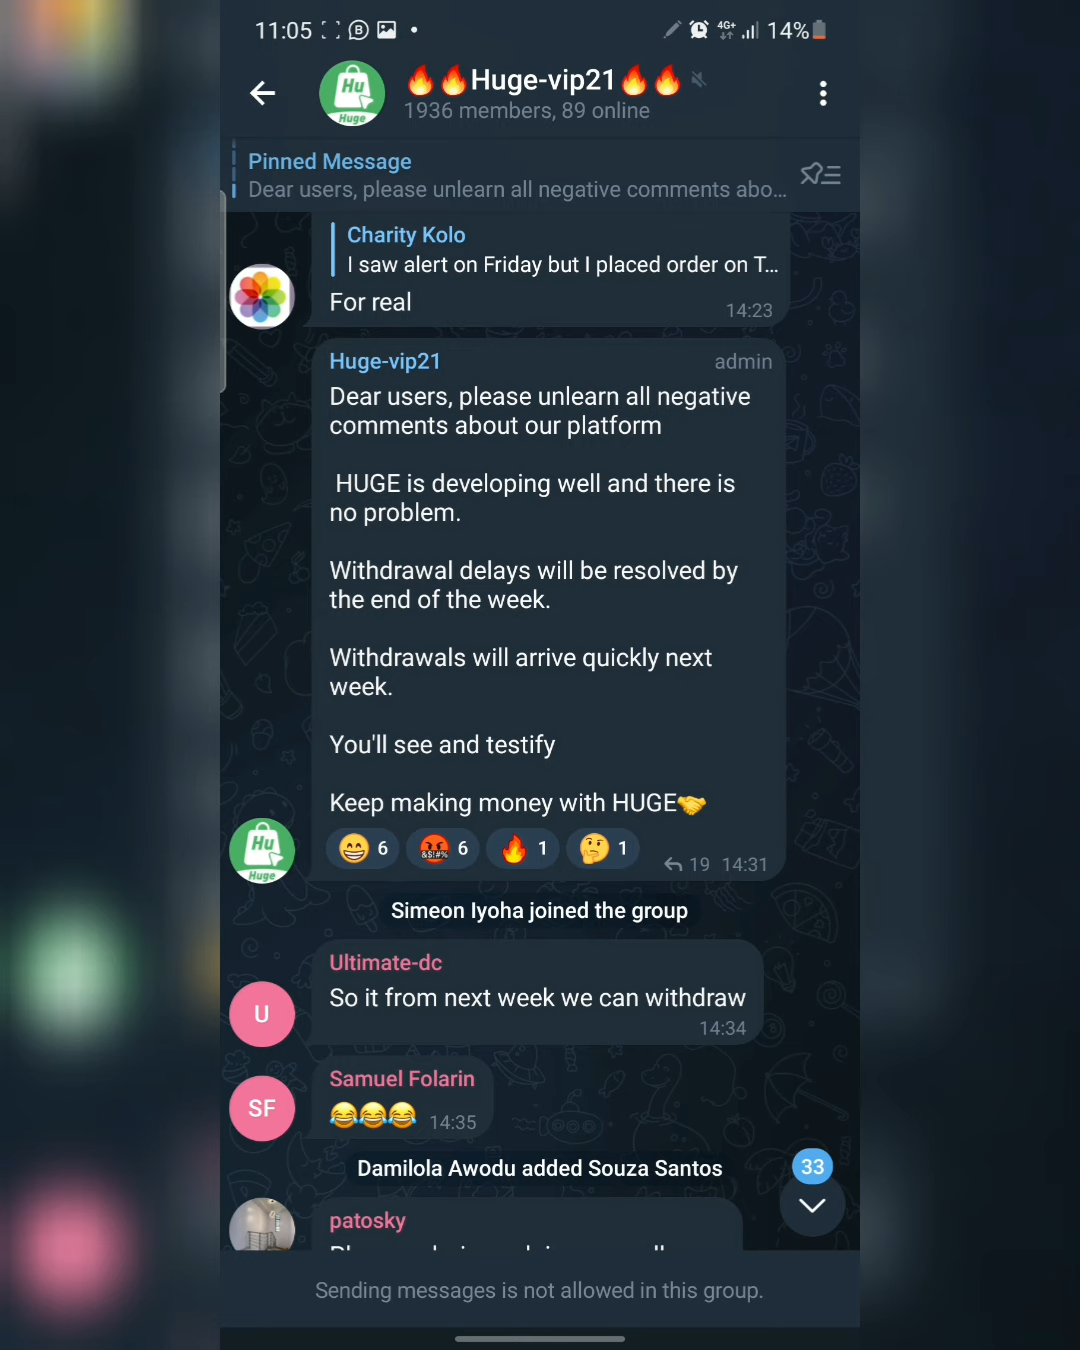 11:05
4G+
14%
Hu
Huge
🔥🔥Huge-vip21🔥🔥
1936 members, 89 online
Pinned Message
Dear users, please unlearn all negative comments abo...
Charity Kolo
I saw alert on Friday but I placed order on T...
For real
14:23
Huge-vip21 admin
Dear users, please unlearn all negative
comments about our platform
HUGE is developing well and there is
no problem.
Withdrawal delays will be resolved by
the end of the week.
Withdrawals will arrive quickly next
week.
You'll see and testify
Keep making money with HUGE🤝
Hu
Huge
😁 6 🤬 6 🔥 1 🤔 1
19 14:31
Simeon Iyoha joined the group
Ultimate-dc
So it from next week we can withdraw
14:34
U
Samuel Folarin
😂😂😂 14:35
SF
Damilola Awodu added Souza Santos
33
patosky
Sending messages is not allowed in this group.